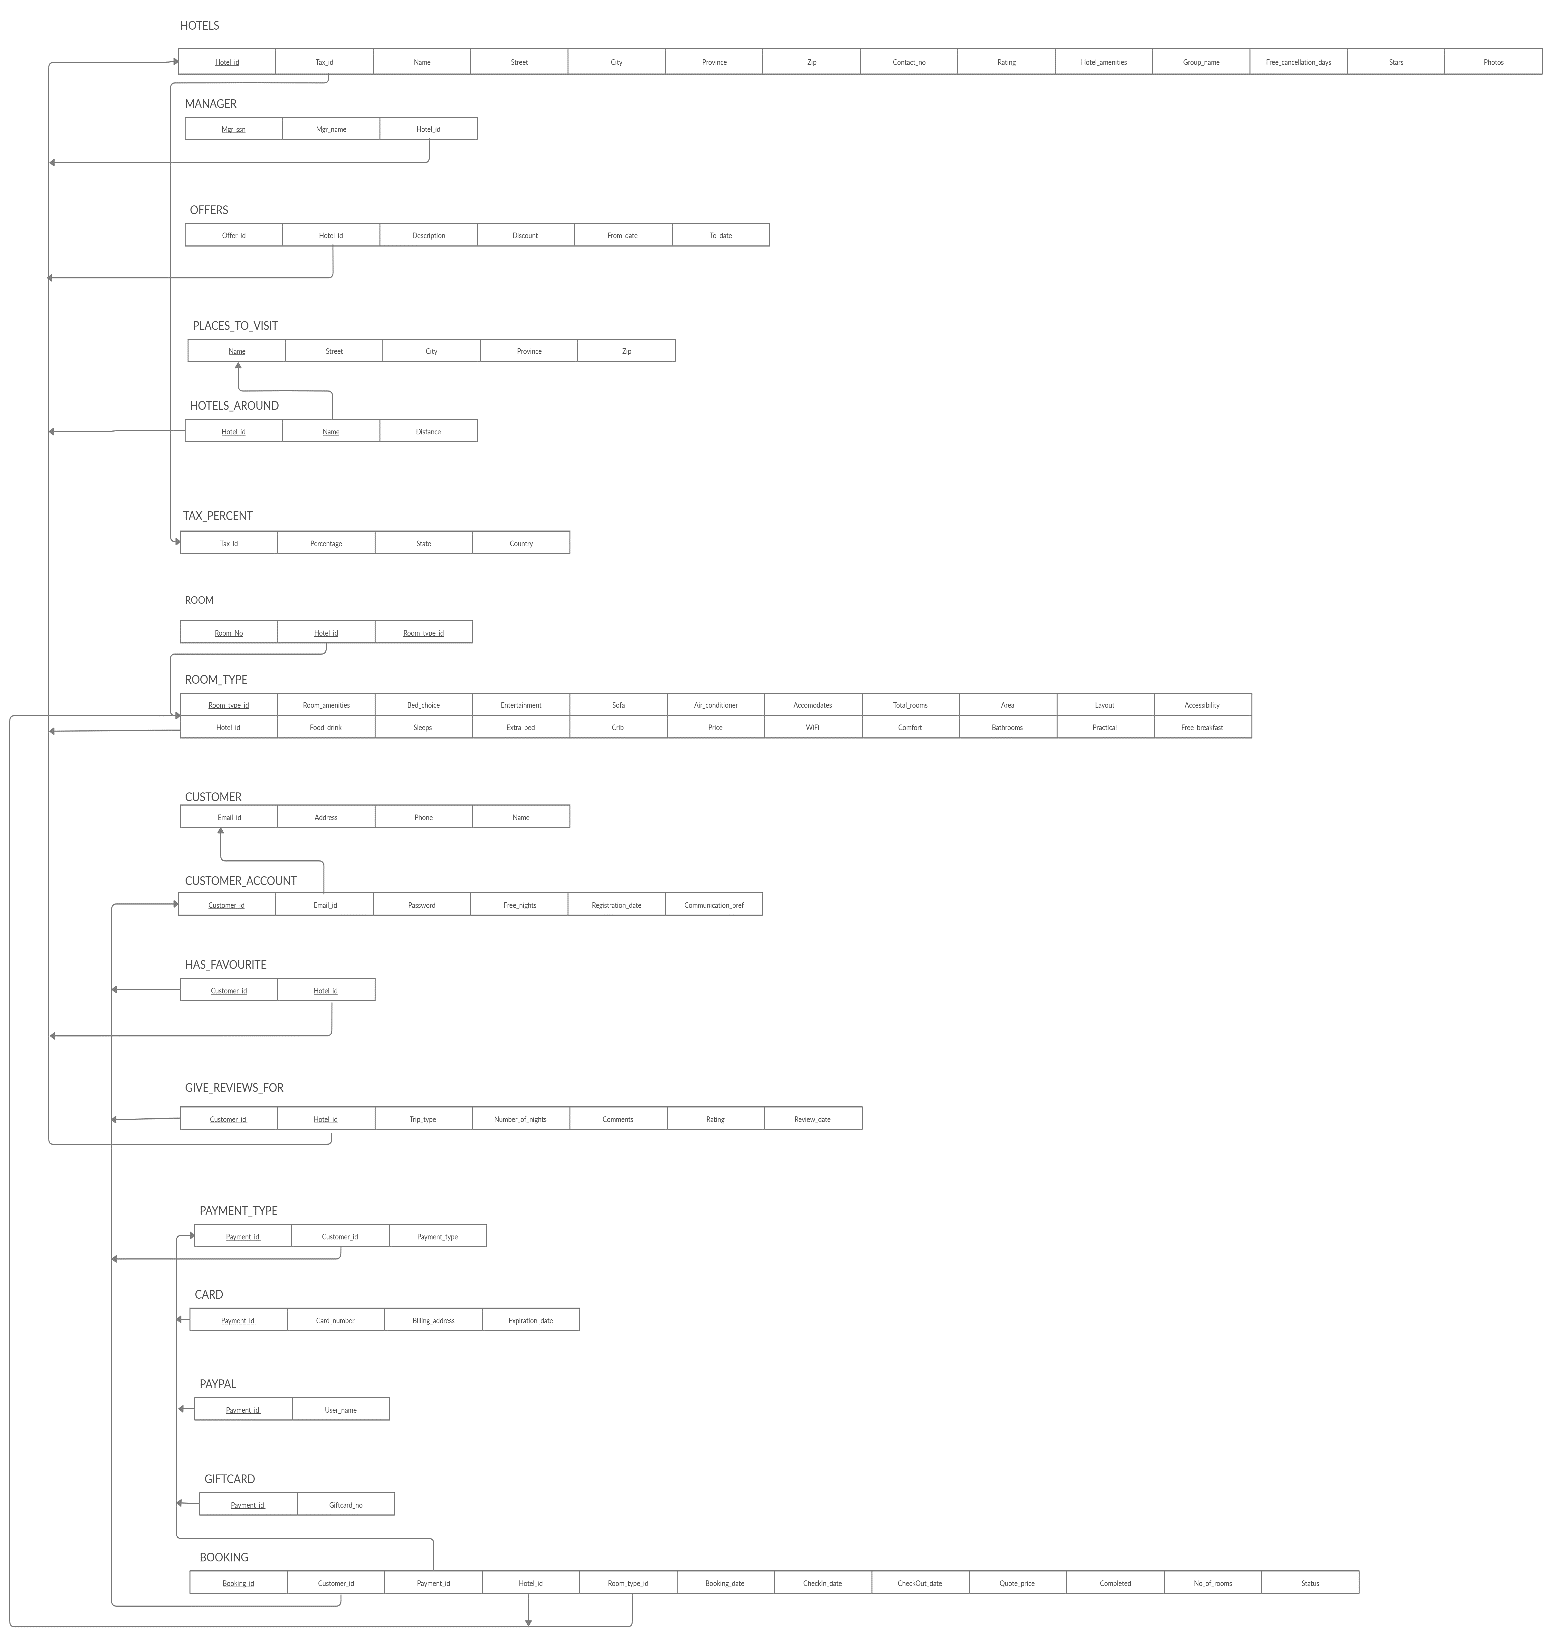 HOTELS
Hotel_id Tax_id Name Street City Province Zip Contact_no Rating Hotel_amenities Group_name Free_cancellation_days Stars Photos
MANAGER
Mgr_ssn Mgr_name Hotel_id
OFFERS
Offer_id Hotel_id Description Discount From_date To_date
PLACES_TO_VISIT
Name Street City Province Zip
HOTELS_AROUND
Hotel_id Name Distance
TAX_PERCENT
Tax_id Percentage State Country
ROOM
Room_No Hotel_id Room_type_id
ROOM_TYPE
Room_type_id Room_amenities Bed_choice Entertainment Sofa Air_conditioner Accomodates Total_rooms Area Layout Accessibility
Hotel_id Food_drink Sleeps Extra_bed Crib Price WiFi Comfort Bathrooms Practical Free_breakfast
CUSTOMER
Email_id Address Phone Name
CUSTOMER_ACCOUNT
Customer_id Email_id Password Free_nights Registration_date Communication_pref
HAS_FAVOURITE
Customer_id Hotel_id
GIVE_REVIEWS_FOR
Customer_id Hotel_id Trip_type Number_of_nights Comments Rating Review_date
PAYMENT_TYPE
Payment_id Customer_id Payment_type
CARD
Payment_id Card_number Billing_address Expiration_date
PAYPAL
Payment_id User_name
GIFTCARD
Payment_id Giftcard_no
BOOKING
Booking_id Customer_id Payment_id Hotel_id Room_type_id Booking_date CheckIn_date CheckOut_date Quote_price Completed No_of_rooms Status